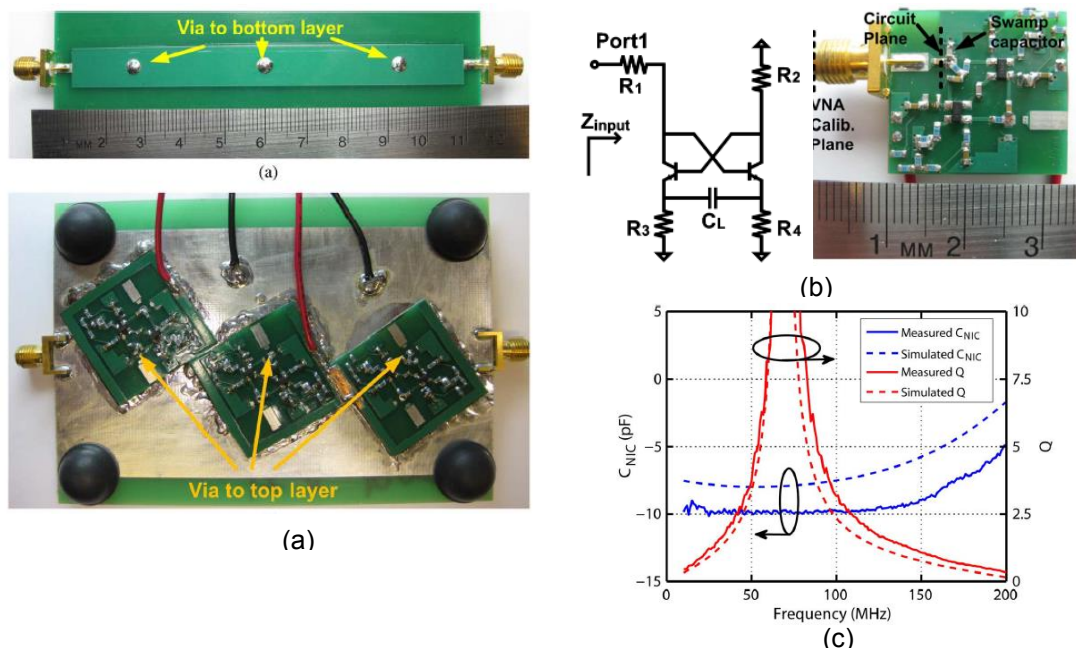 Via to bottom layer
1 MM 2 3 4 5 6 7 8 9 10 11 12
(a)
Via to top layer
(a)
Port1
R1
R2
Zinput
CL
R3
R4
Circuit
Plane
Swamp
capacitor
VNA
Calib.
Plane
1 MM 2 3
(b)
Measured CNIC
Simulated CNIC
Measured Q
Simulated Q
5
0
−5
−10
−15
CNIC (pF)
10
7.5
5
2.5
0
Q
50 100 150 200
Frequency (MHz)
(c)